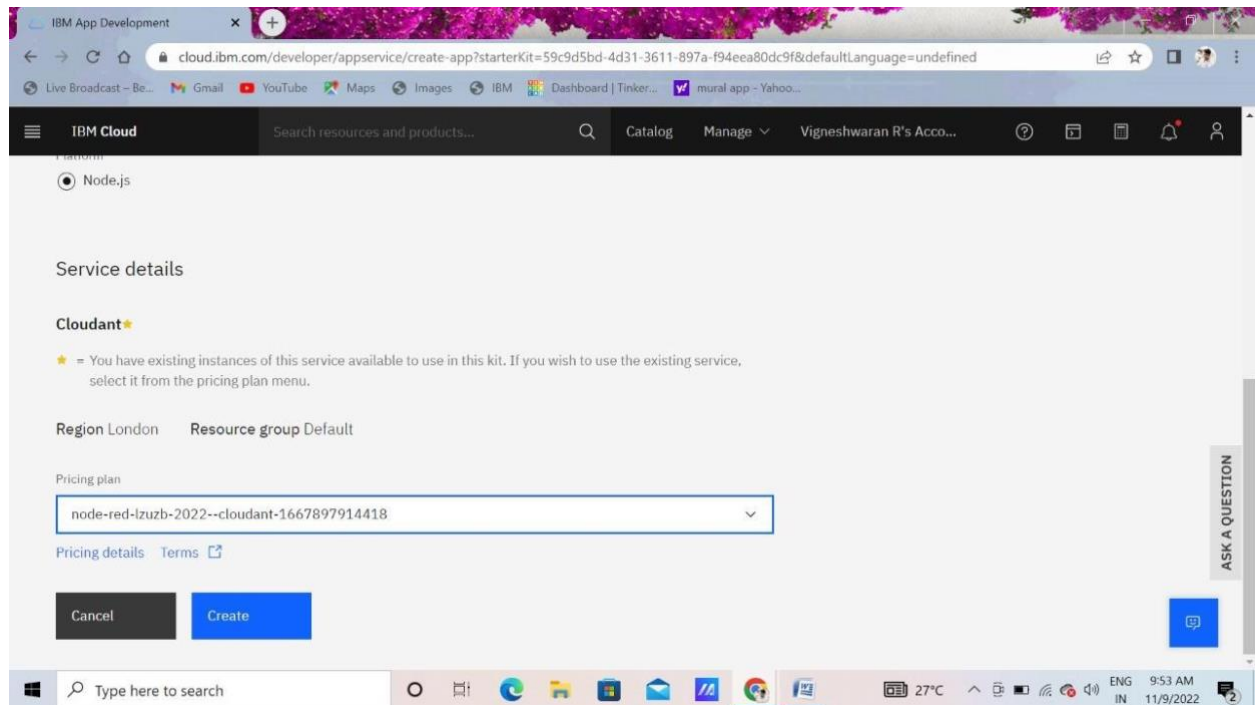 IBM App Development
cloud.ibm.com/developer/appservice/create-app?starterKit=59c9d5bd-4d31-3611-897a-f94eea80dc9f&defaultLanguage=undefined
Live Broadcast – Be... Gmail YouTube Maps Images IBM Dashboard | Tinker... mural app - Yahoo...
IBM Cloud Search resources and products... Catalog Manage Vigneshwaran R's Acco...
Platform
Node.js
Service details
Cloudant★
★ = You have existing instances of this service available to use in this kit. If you wish to use the existing service,
select it from the pricing plan menu.
Region London Resource group Default
Pricing plan
node-red-lzuzb-2022--cloudant-1667897914418
Pricing details Terms
Cancel Create
ASK A QUESTION
Type here to search 27°C ENG 9:53 AM
IN 11/9/2022 2